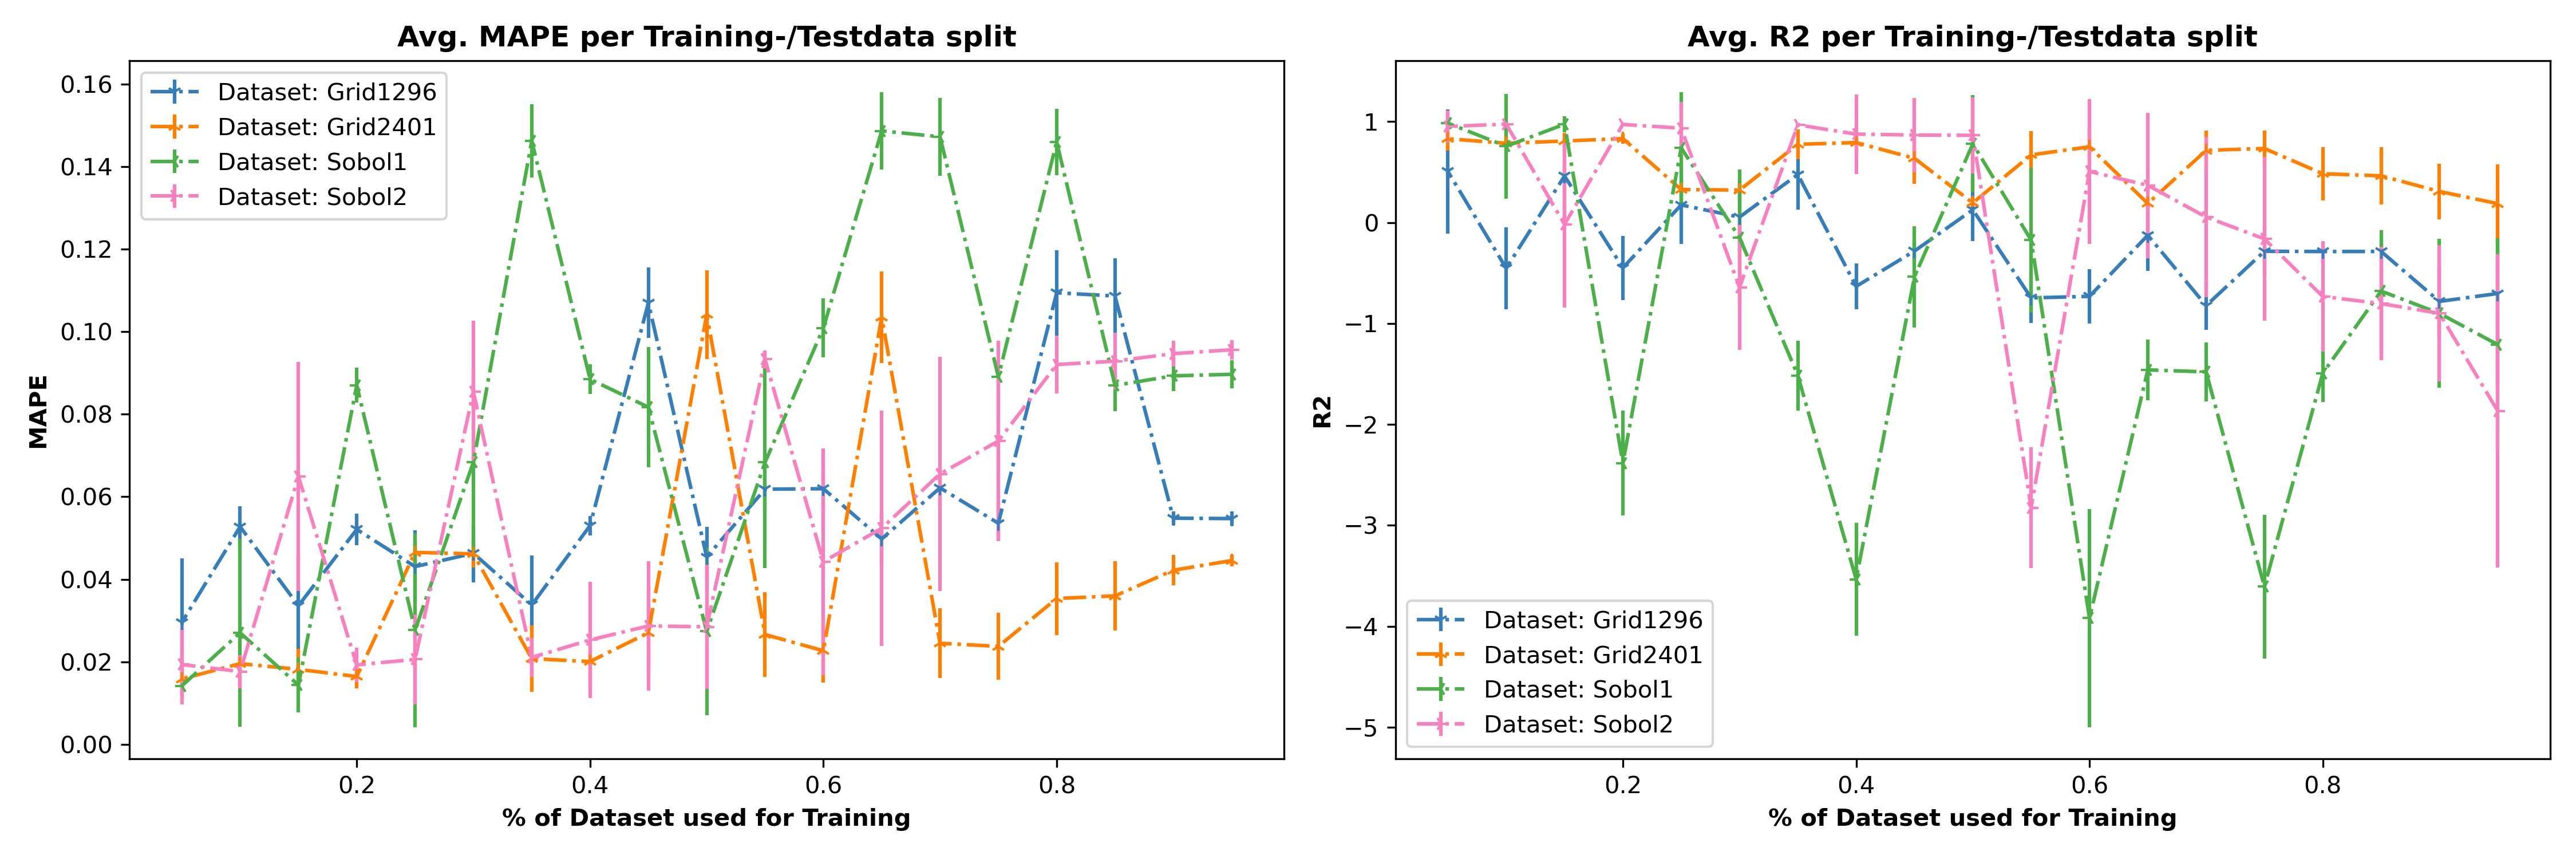 Avg. MAPE per Training-/Testdata split
0.16
0.14
0.12
0.10
0.08
0.06
0.04
0.02
0.00
MAPE
Dataset: Grid1296
Dataset: Grid2401
Dataset: Sobol1
Dataset: Sobol2
0.2 0.4 0.6 0.8
% of Dataset used for Training
Avg. R2 per Training-/Testdata split
1
0
−1
−2
−3
−4
−5
R2
Dataset: Grid1296
Dataset: Grid2401
Dataset: Sobol1
Dataset: Sobol2
0.2 0.4 0.6 0.8
% of Dataset used for Training